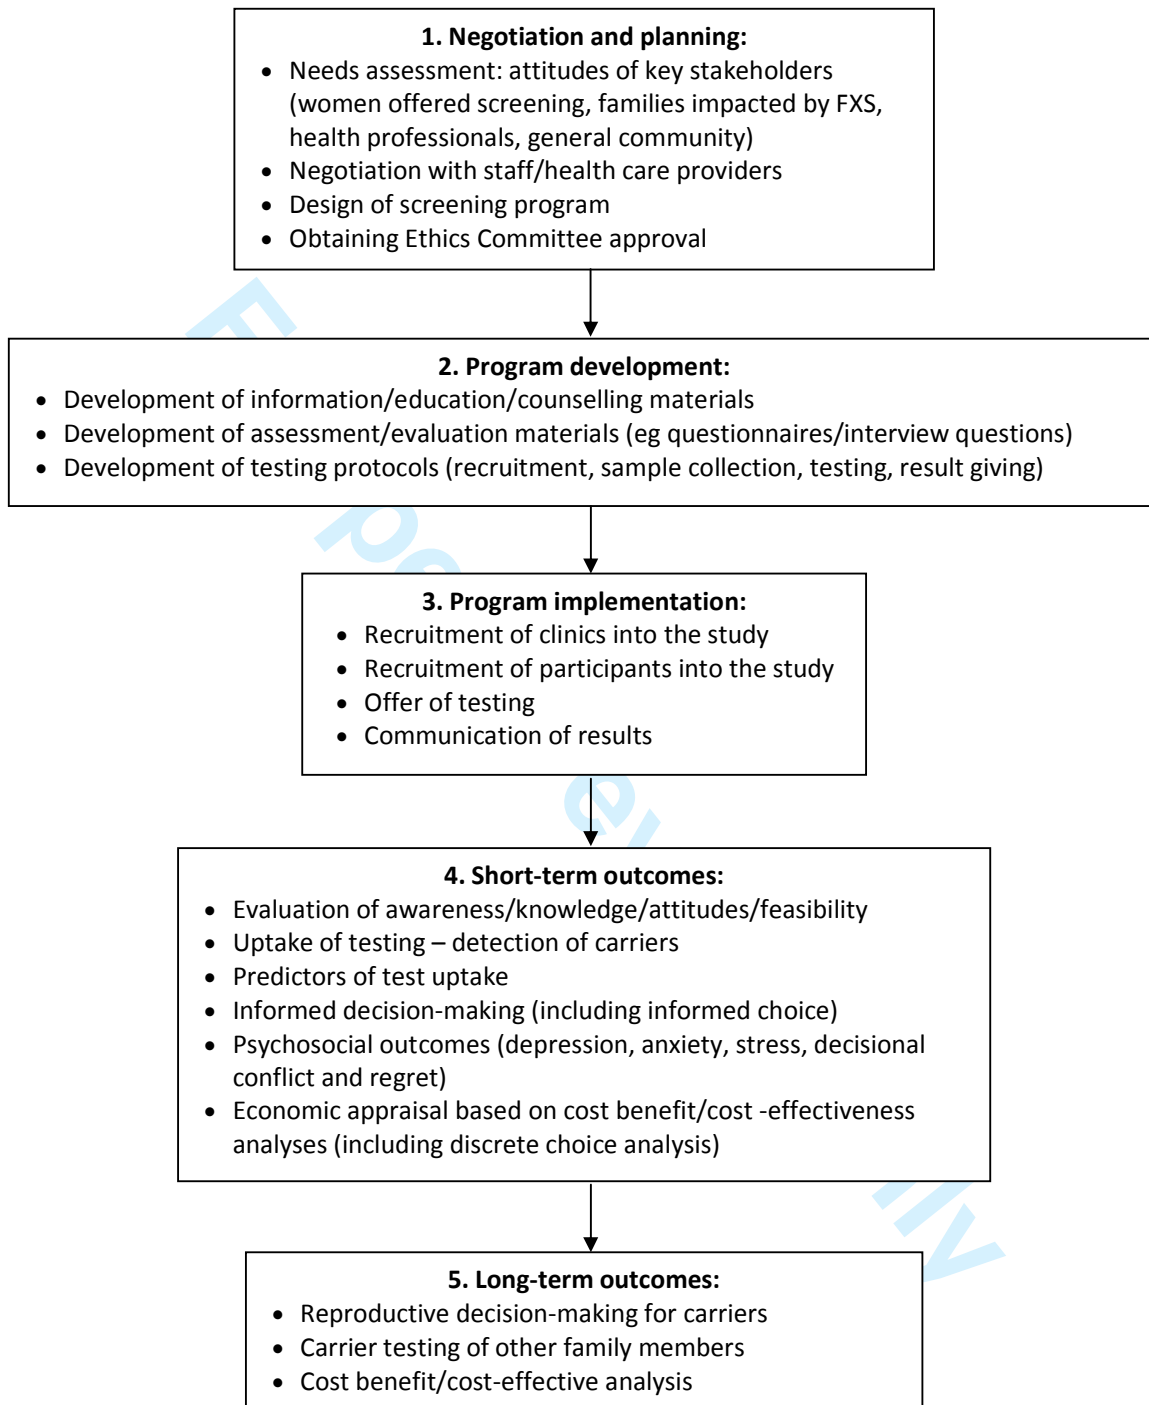 1. Negotiation and planning:
• Needs assessment: attitudes of key stakeholders
(women offered screening, families impacted by FXS,
health professionals, general community)
• Negotiation with staff/health care providers
• Design of screening program
• Obtaining Ethics Committee approval
2. Program development:
• Development of information/education/counselling materials
• Development of assessment/evaluation materials (eg questionnaires/interview questions)
• Development of testing protocols (recruitment, sample collection, testing, result giving)
3. Program implementation:
• Recruitment of clinics into the study
• Recruitment of participants into the study
• Offer of testing
• Communication of results
4. Short-term outcomes:
• Evaluation of awareness/knowledge/attitudes/feasibility
• Uptake of testing – detection of carriers
• Predictors of test uptake
• Informed decision-making (including informed choice)
• Psychosocial outcomes (depression, anxiety, stress, decisional
conflict and regret)
• Economic appraisal based on cost benefit/cost -effectiveness
analyses (including discrete choice analysis)
5. Long-term outcomes:
• Reproductive decision-making for carriers
• Carrier testing of other family members
• Cost benefit/cost-effective analysis